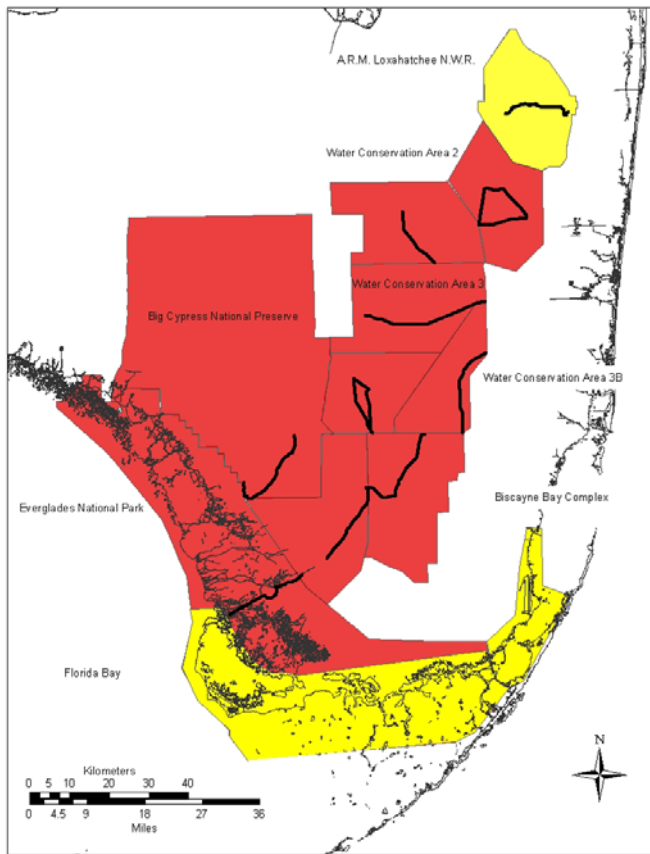 A.R.M. Loxahatchee N.W.R.
Water Conservation Area 2
Water Conservation Area 3
Big Cypress National Preserve
Water Conservation Area 3B
Biscayne Bay Complex
Everglades National Park
Florida Bay
Kilometers
0 5 10 20 30 40
0 4.5 9 18 27 36
Miles
N